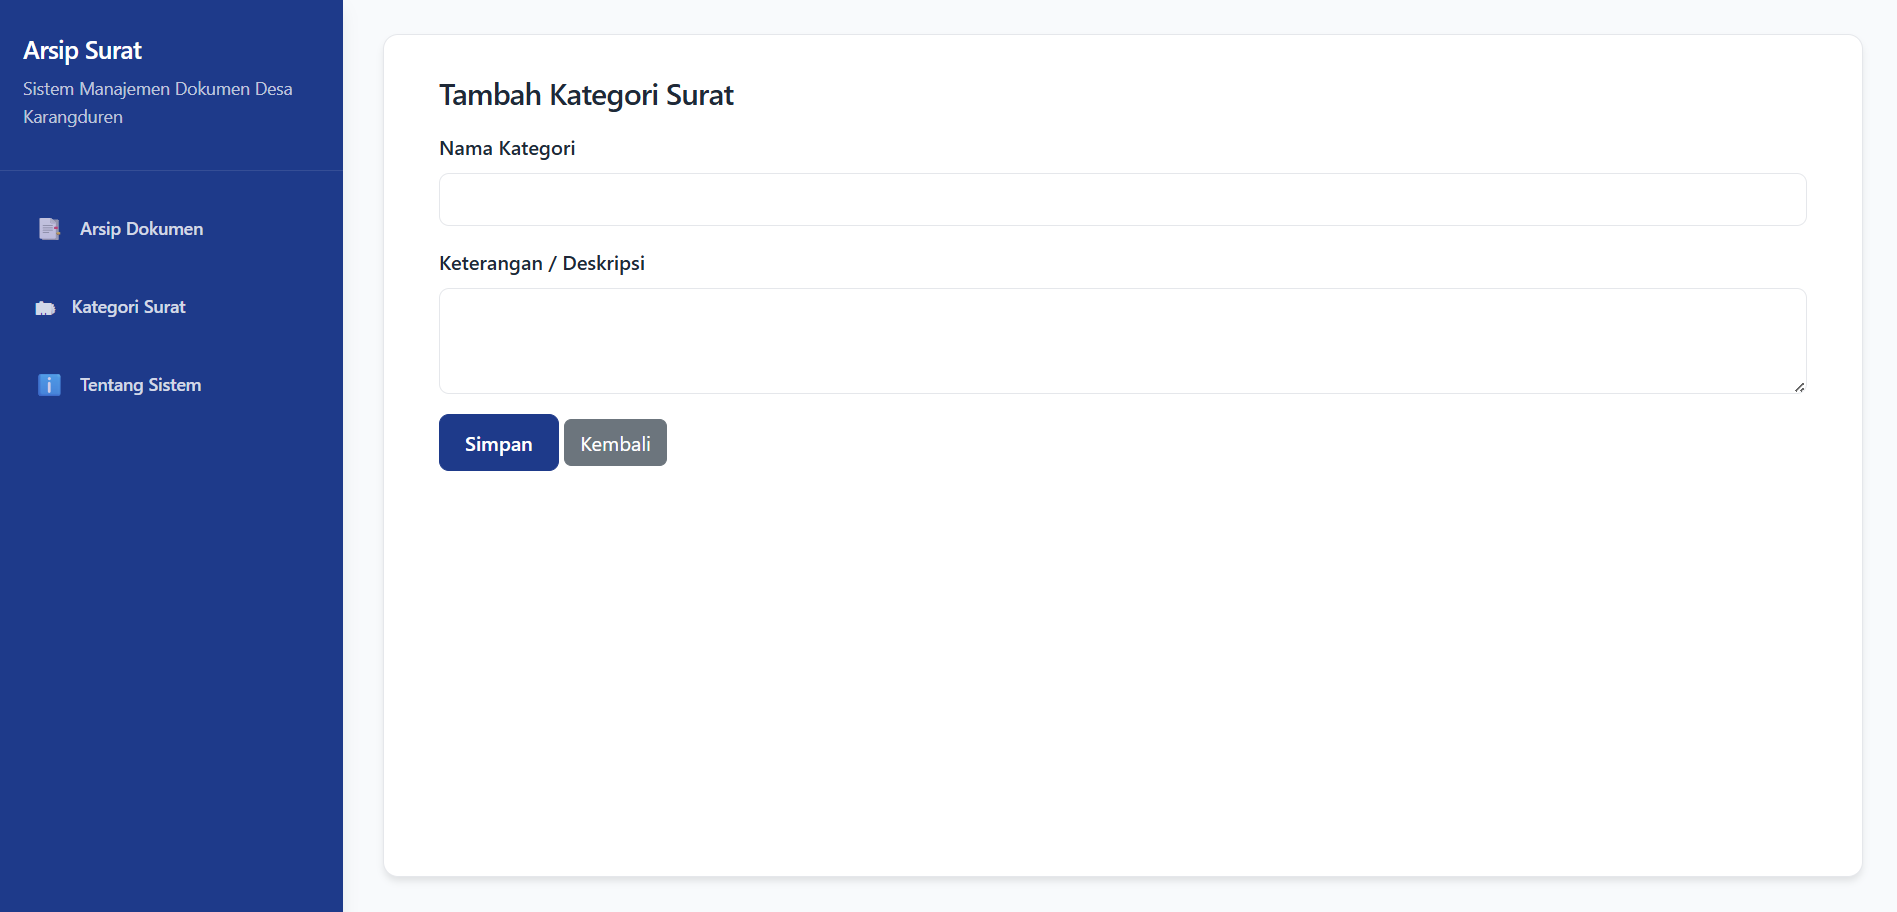 Arsip Surat
Sistem Manajemen Dokumen Desa
Karangduren
Arsip Dokumen
Kategori Surat
Tentang Sistem
Tambah Kategori Surat
Nama Kategori
Keterangan / Deskripsi
Simpan
Kembali